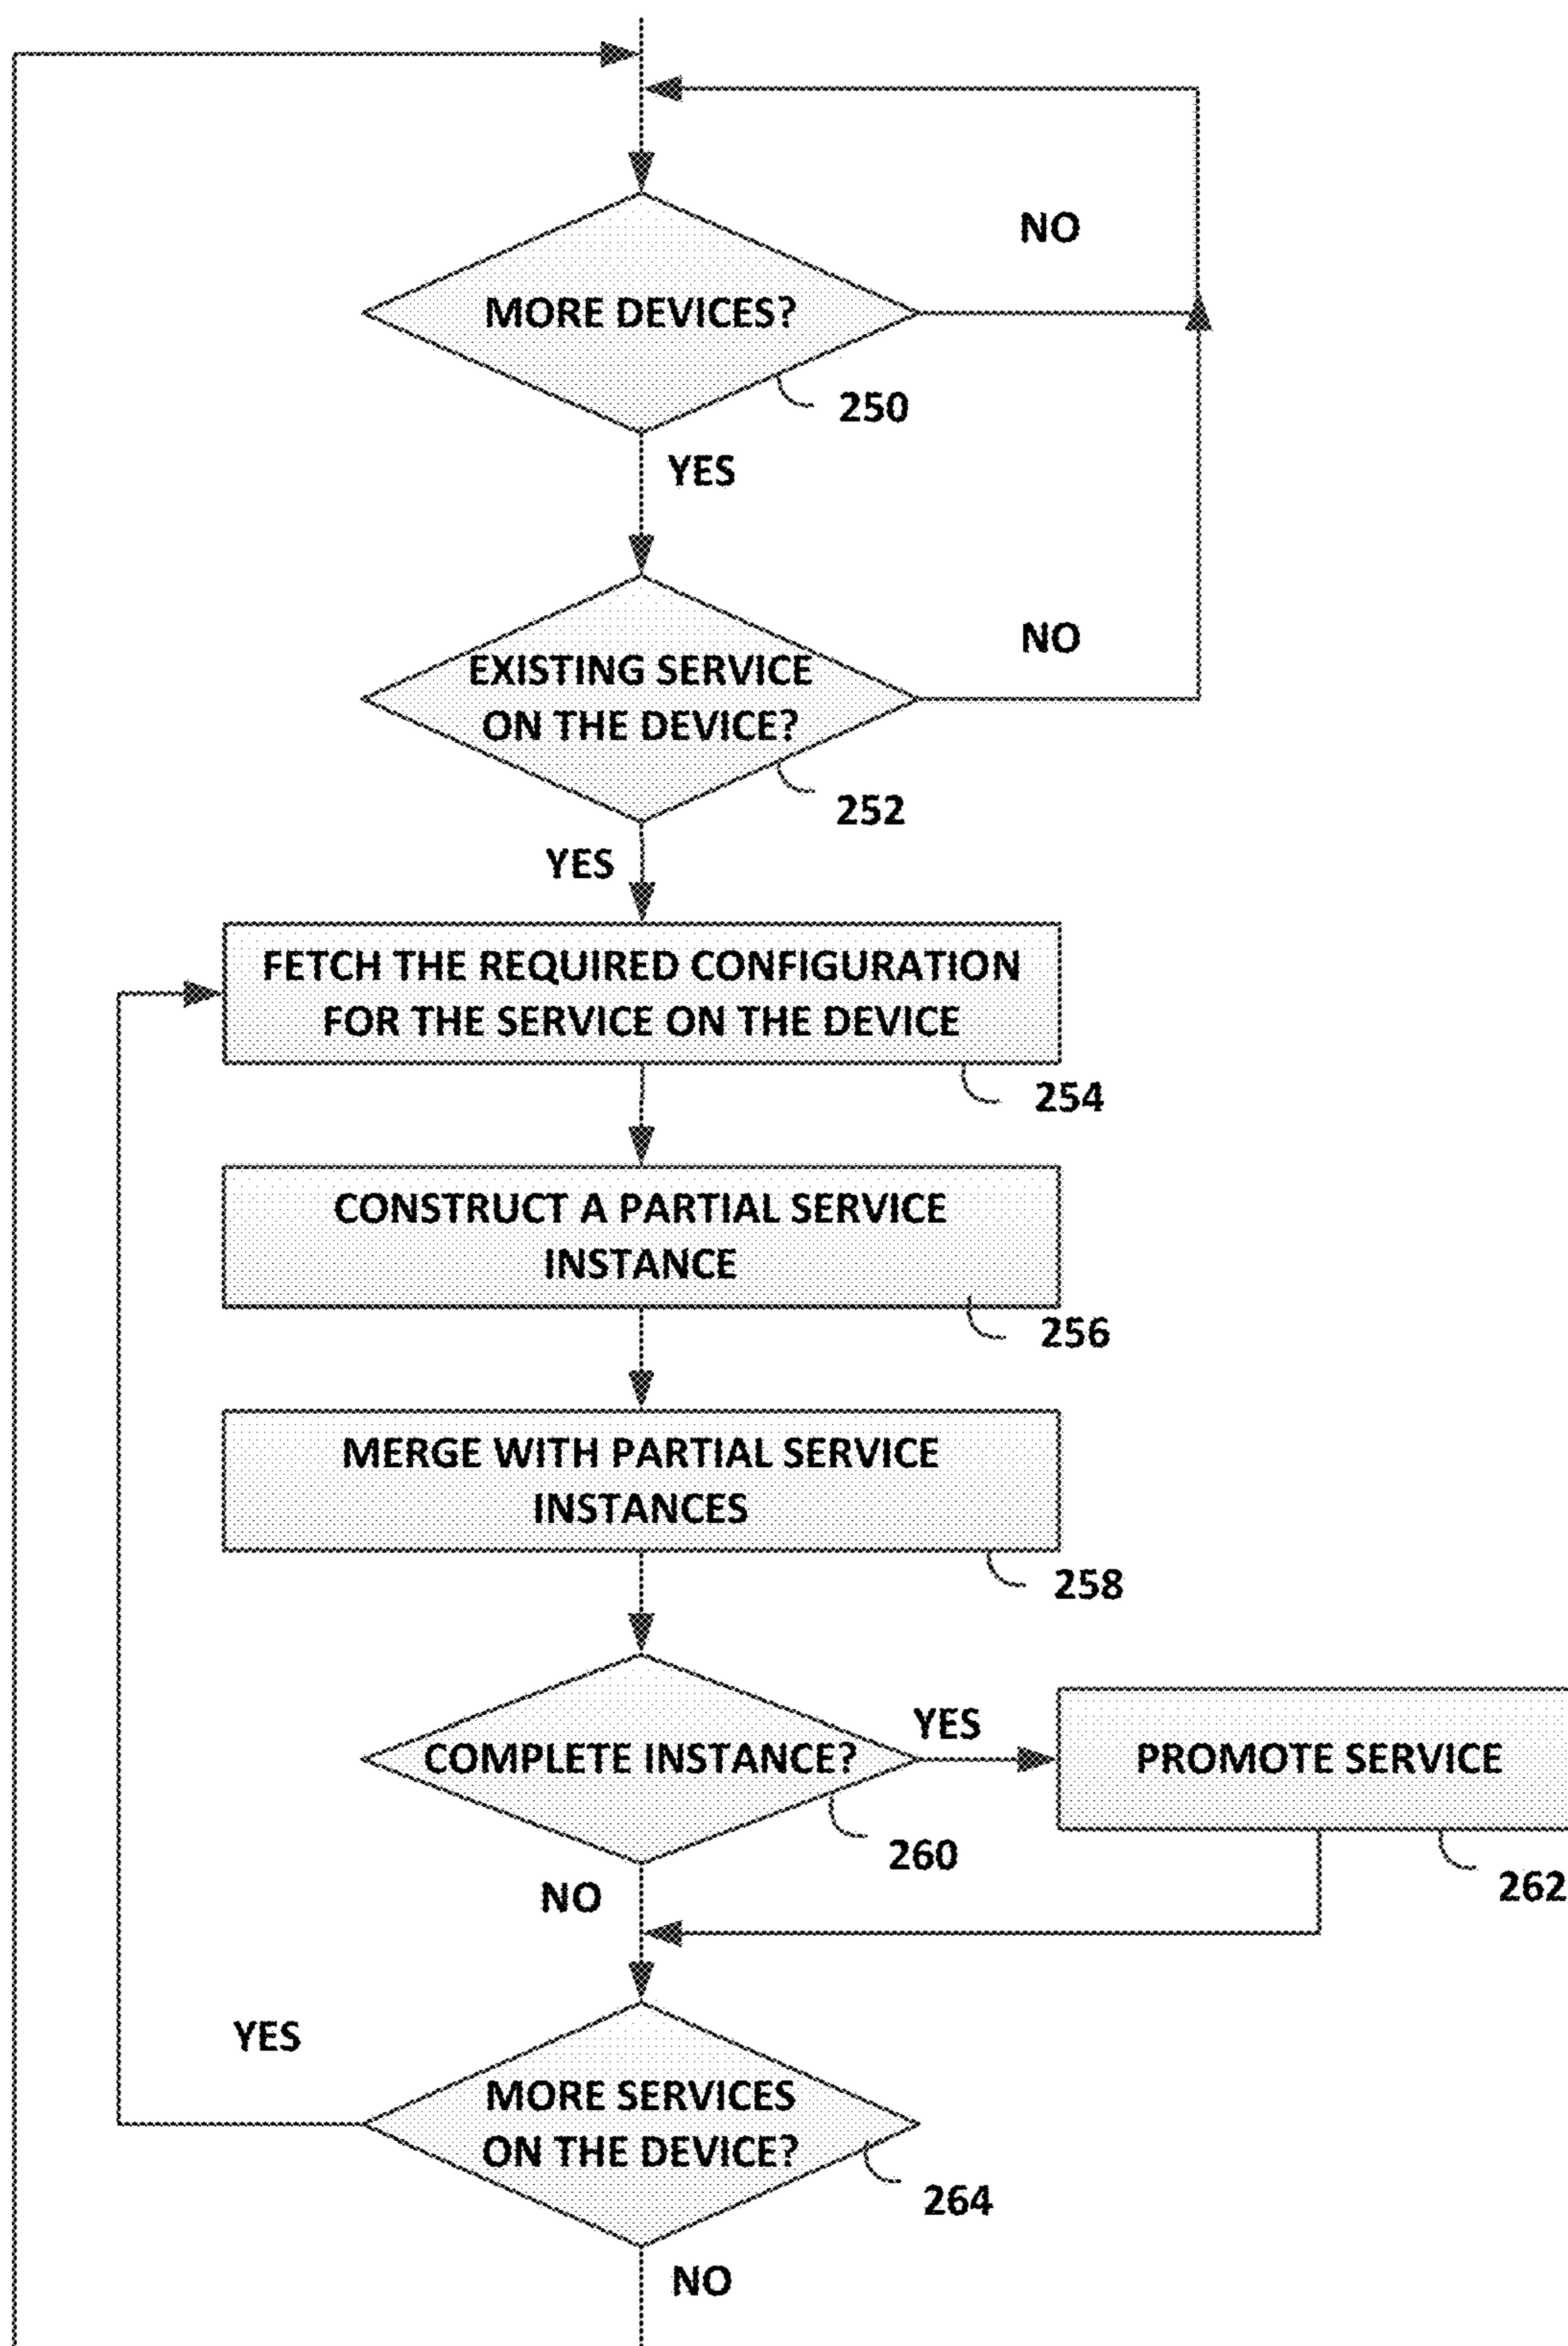 NO
MORE DEVICES?
250
YES
NO
EXISTING SERVICE
ON THE DEVICE?
252
YES
FETCH THE REQUIRED CONFIGURATION
FOR THE SERVICE ON THE DEVICE
254
CONSTRUCT A PARTIAL SERVICE
INSTANCE
256
MERGE WITH PARTIAL SERVICE
INSTANCES
258
YES
COMPLETE INSTANCE?
PROMOTE SERVICE
260
262
NO
YES
MORE SERVICES
ON THE DEVICE?
264
NO